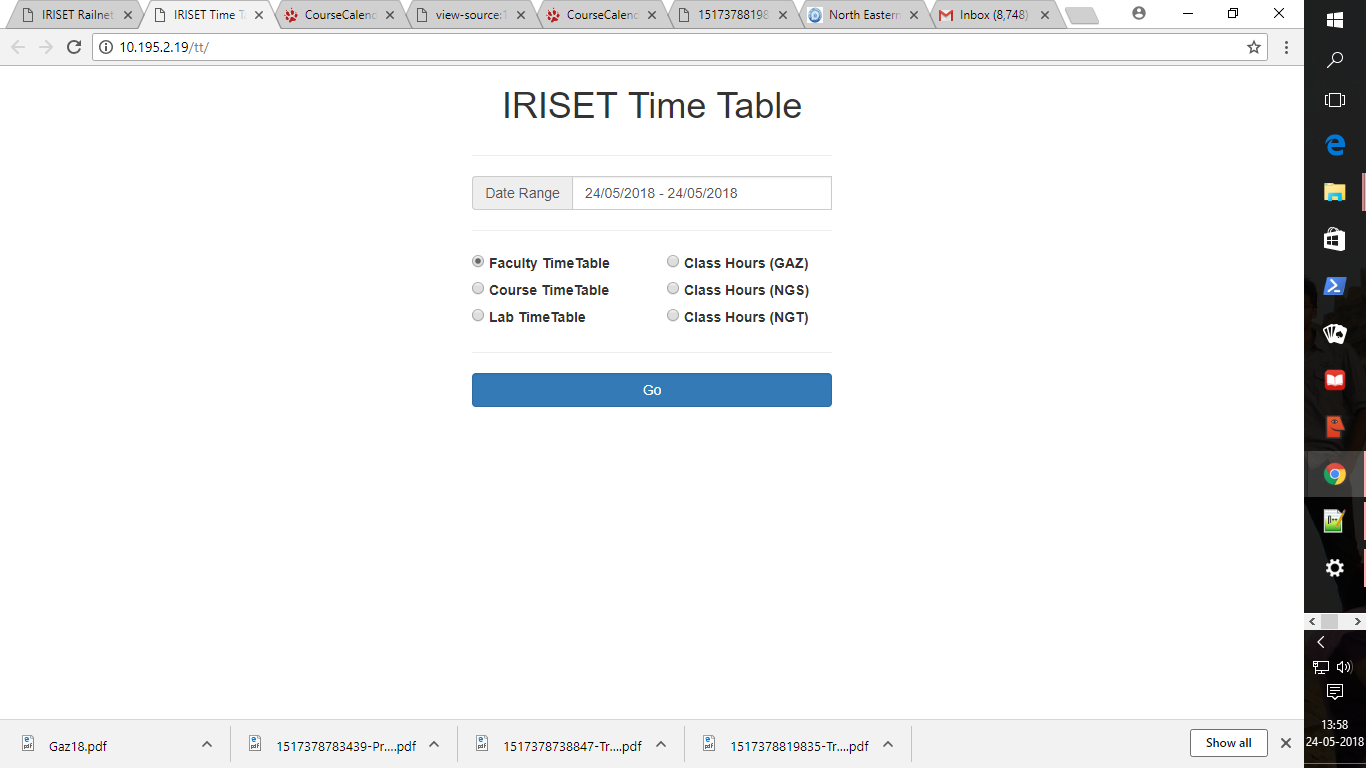 IRISET Railnet
IRISET Time T
CourseCalend
view-source:1
CourseCalend
15173788198
North Eastern
Inbox (8,748)
10.195.2.19/tt/
IRISET Time Table
Date Range 24/05/2018 - 24/05/2018
Faculty TimeTable Class Hours (GAZ)
Course TimeTable Class Hours (NGS)
Lab TimeTable Class Hours (NGT)
Go
Gaz18.pdf
1517378783439-Pr....pdf
1517378738847-Tr....pdf
1517378819835-Tr....pdf
Show all
13:58
24-05-2018